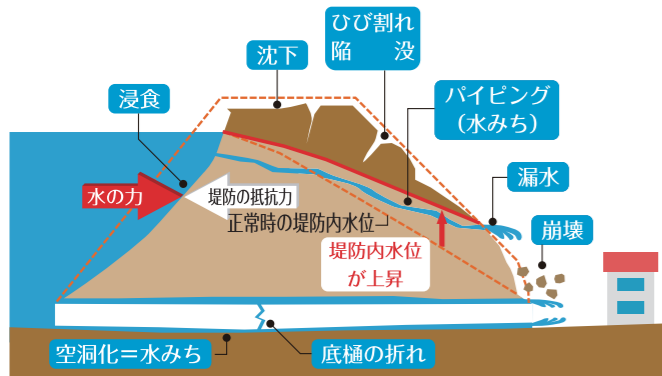 ひび割れ
陥　没
沈下
浸食
パイピング
（水みち）
漏水
水の力
堤防の抵抗力
正常時の堤防内水位
崩壊
堤防内水位
が上昇
空洞化＝水みち
底樋の折れ